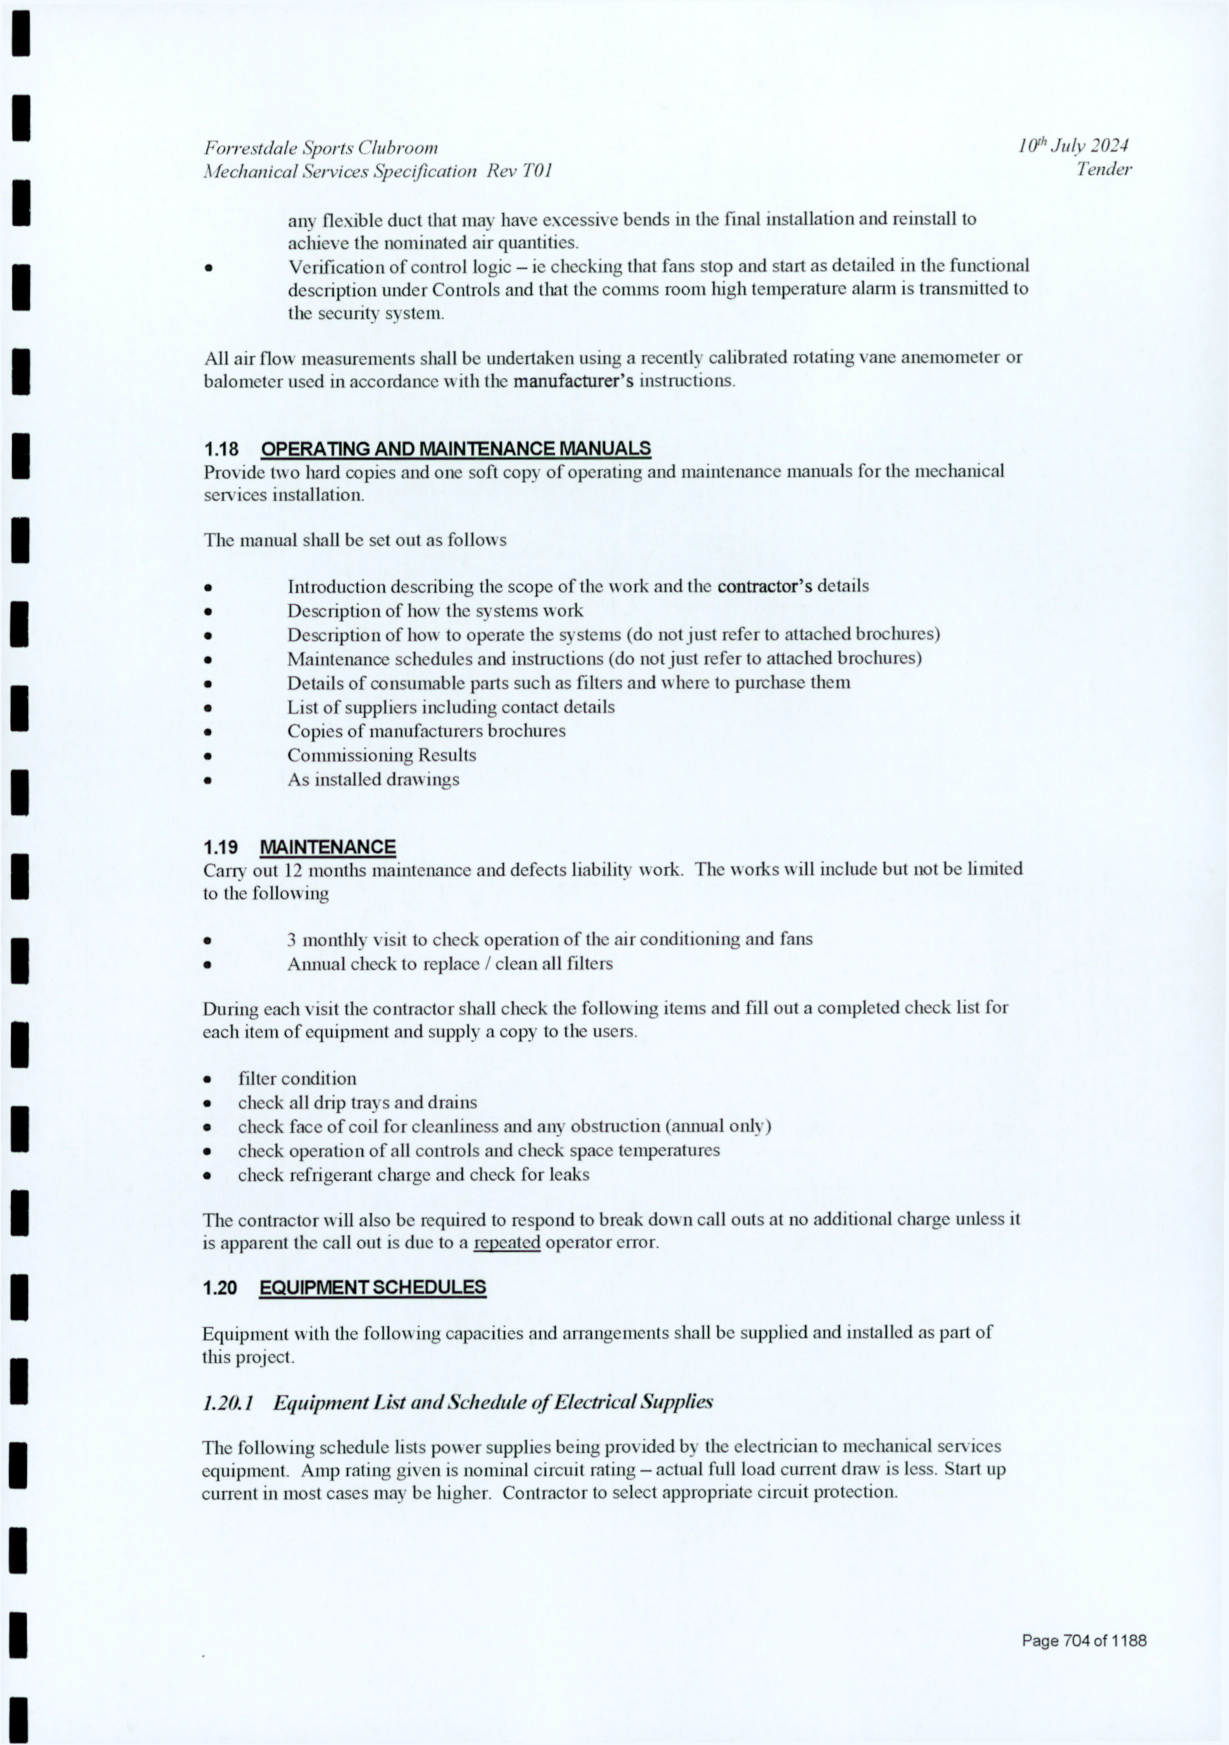 Forrestdale Sports Clubroom
Mechanical Services Specification Rev T01
10th July 2024
Tender
any flexible duct that may have excessive bends in the final installation and reinstall to
achieve the nominated air quantities.
• Verification of control logic – ie checking that fans stop and start as detailed in the functional
description under Controls and that the comms room high temperature alarm is transmitted to
the security system.
All air flow measurements shall be undertaken using a recently calibrated rotating vane anemometer or
balometer used in accordance with the manufacturer's instructions.
1.18 OPERATING AND MAINTENANCE MANUALS
Provide two hard copies and one soft copy of operating and maintenance manuals for the mechanical
services installation.
The manual shall be set out as follows
• Introduction describing the scope of the work and the contractor's details
• Description of how the systems work
• Description of how to operate the systems (do not just refer to attached brochures)
• Maintenance schedules and instructions (do not just refer to attached brochures)
• Details of consumable parts such as filters and where to purchase them
• List of suppliers including contact details
• Copies of manufacturers brochures
• Commissioning Results
• As installed drawings
1.19 MAINTENANCE
Carry out 12 months maintenance and defects liability work. The works will include but not be limited
to the following
• 3 monthly visit to check operation of the air conditioning and fans
• Annual check to replace / clean all filters
During each visit the contractor shall check the following items and fill out a completed check list for
each item of equipment and supply a copy to the users.
• filter condition
• check all drip trays and drains
• check face of coil for cleanliness and any obstruction (annual only)
• check operation of all controls and check space temperatures
• check refrigerant charge and check for leaks
The contractor will also be required to respond to break down call outs at no additional charge unless it
is apparent the call out is due to a repeated operator error.
1.20 EQUIPMENT SCHEDULES
Equipment with the following capacities and arrangements shall be supplied and installed as part of
this project.
1.20.1 Equipment List and Schedule of Electrical Supplies
The following schedule lists power supplies being provided by the electrician to mechanical services
equipment. Amp rating given is nominal circuit rating – actual full load current draw is less. Start up
current in most cases may be higher. Contractor to select appropriate circuit protection.
Page 704 of 1188